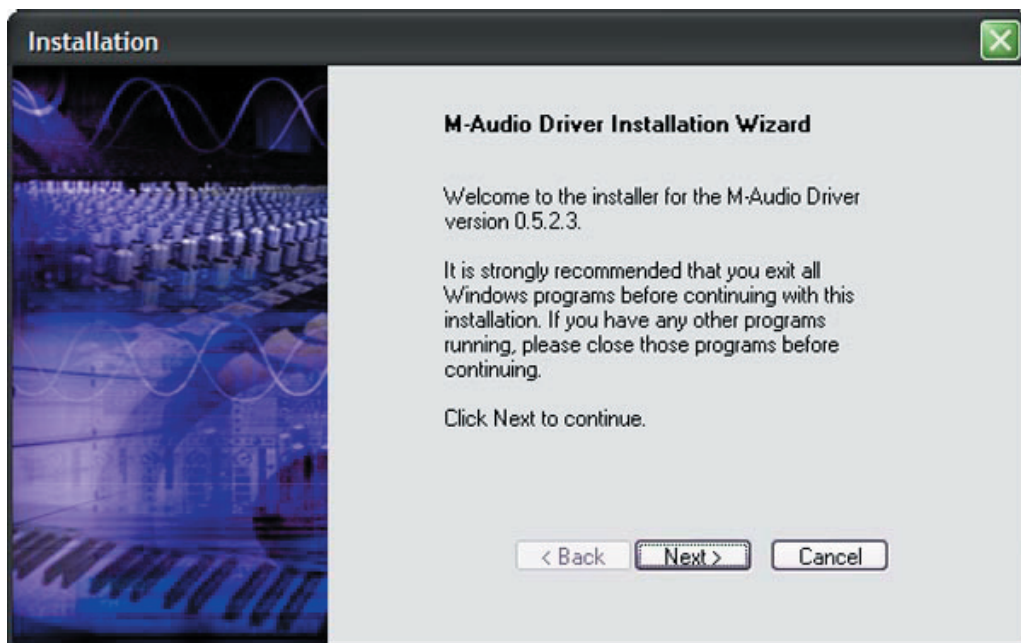 Installation
M-Audio Driver Installation Wizard
Welcome to the installer for the M-Audio Driver
version 0.5.2.3.
It is strongly recommended that you exit all
Windows programs before continuing with this
installation. If you have any other programs
running, please close those programs before
continuing.
Click Next to continue.
< Back Next > Cancel